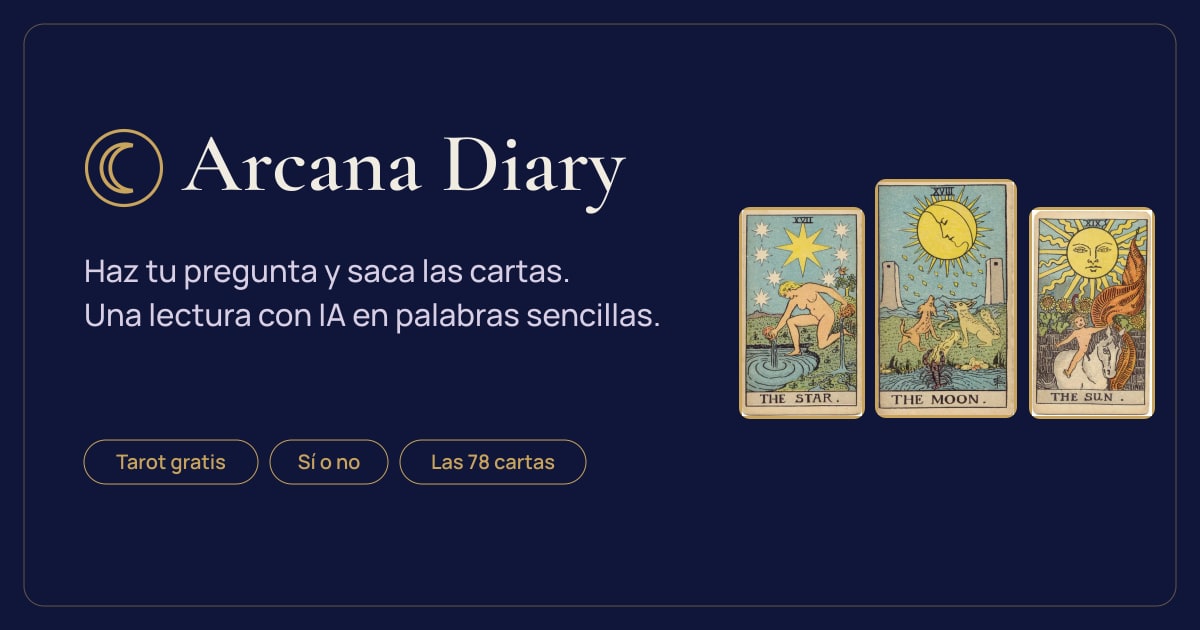 Arcana Diary
Haz tu pregunta y saca las cartas.
Una lectura con IA en palabras sencillas.
Tarot gratis
Sí o no
Las 78 cartas
XVII
THE STAR.
XVIII
THE MOON.
XIX
THE SUN .